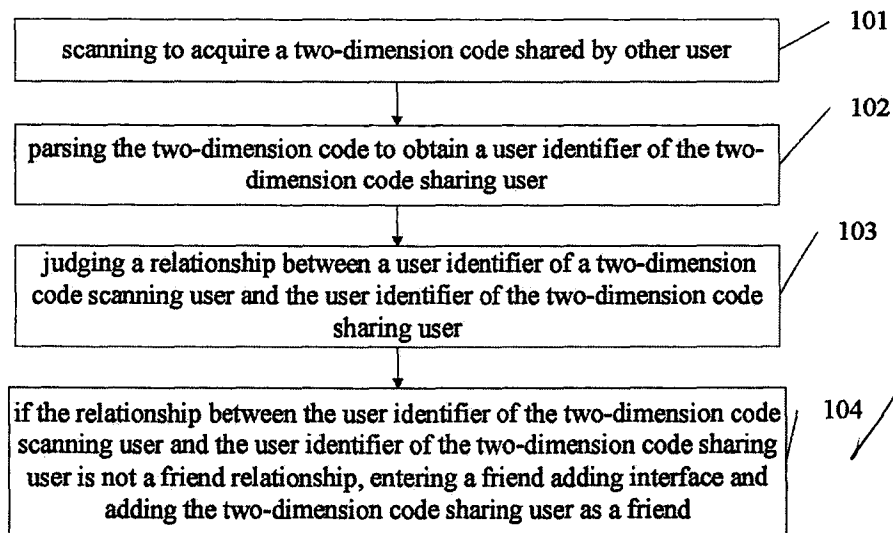 scanning to acquire a two-dimension code shared by other user
101
parsing the two-dimension code to obtain a user identifier of the two-
dimension code sharing user
102
judging a relationship between a user identifier of a two-dimension
code scanning user and the user identifier of the two-dimension code
sharing user
103
if the relationship between the user identifier of the two-dimension code
scanning user and the user identifier of the two-dimension code sharing
user is not a friend relationship, entering a friend adding interface and
adding the two-dimension code sharing user as a friend
104